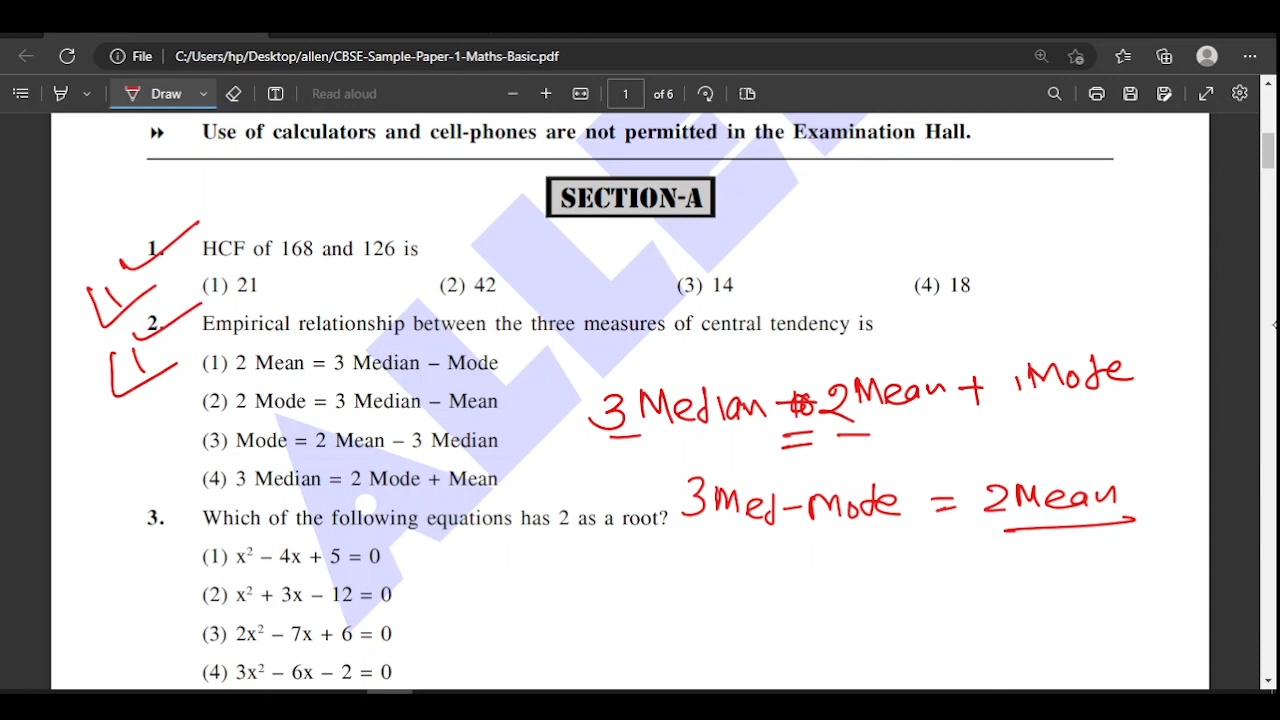 File C:/Users/hp/Desktop/allen/CBSE-Sample-Paper-1-Maths-Basic.pdf
Draw Read aloud 1 of 6
Use of calculators and cell-phones are not permitted in the Examination Hall.
SECTION-A
1. HCF of 168 and 126 is
(1) 21 (2) 42 (3) 14 (4) 18
2. Empirical relationship between the three measures of central tendency is
(1) 2 Mean = 3 Median – Mode
(2) 2 Mode = 3 Median – Mean
(3) Mode = 2 Mean – 3 Median
(4) 3 Median = 2 Mode + Mean
3 Median = 2 Mean + 1 Mode
3 Med – Mode = 2 Mean
3. Which of the following equations has 2 as a root?
(1) x² – 4x + 5 = 0
(2) x² + 3x – 12 = 0
(3) 2x² – 7x + 6 = 0
(4) 3x² – 6x – 2 = 0
ALLE